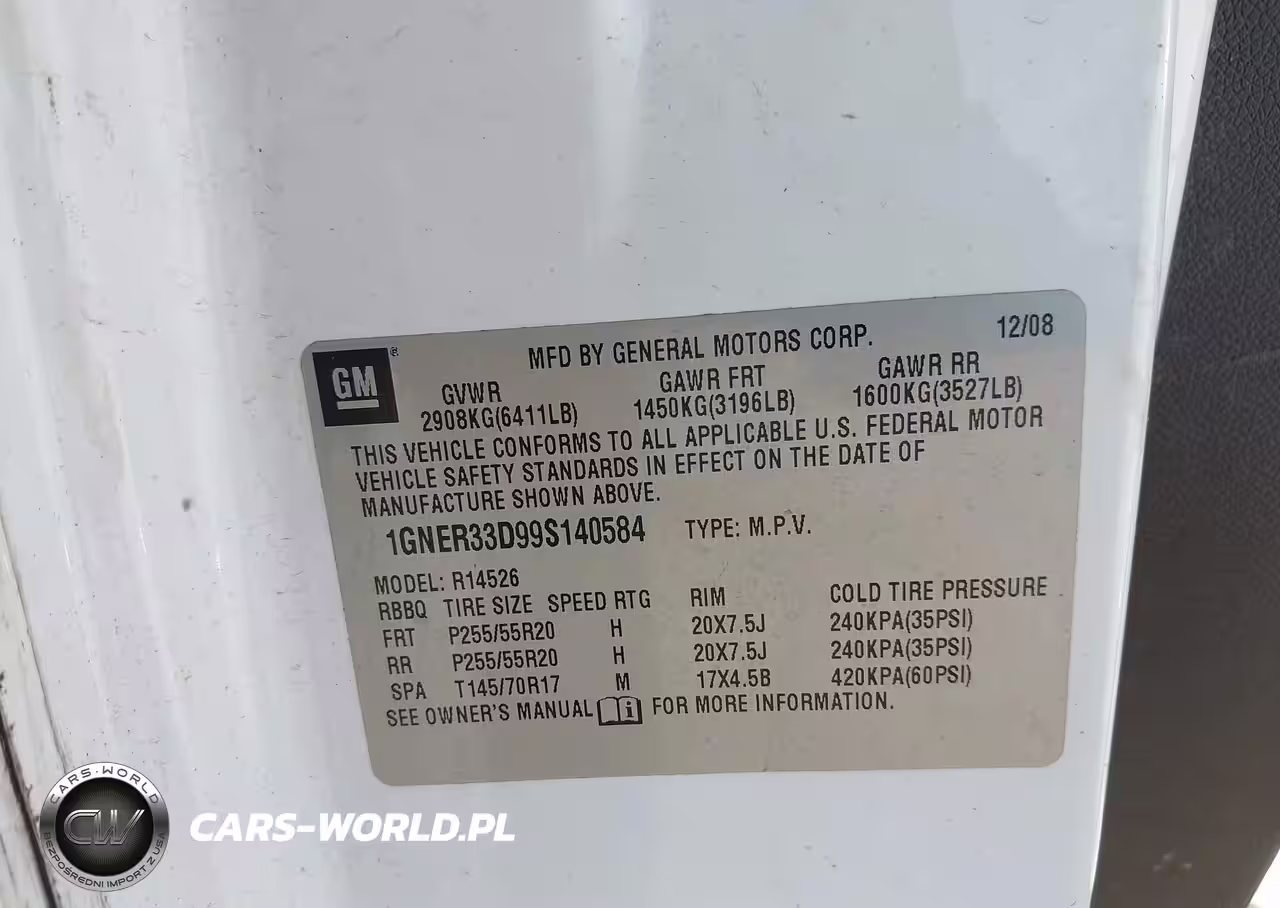 GM®
MFD BY GENERAL MOTORS CORP. 12/08
GVWR GAWR FRT GAWR RR
2908KG(6411LB) 1450KG(3196LB) 1600KG(3527LB)
THIS VEHICLE CONFORMS TO ALL APPLICABLE U.S. FEDERAL MOTOR
VEHICLE SAFETY STANDARDS IN EFFECT ON THE DATE OF
MANUFACTURE SHOWN ABOVE.
1GNER33D99S140584 TYPE: M.P.V.
MODEL: R14526
RBBQ TIRE SIZE SPEED RTG RIM COLD TIRE PRESSURE
FRT P255/55R20 H 20X7.5J 240KPA(35PSI)
RR P255/55R20 H 20X7.5J 240KPA(35PSI)
SPA T145/70R17 M 17X4.5B 420KPA(60PSI)
SEE OWNER'S MANUAL i FOR MORE INFORMATION.
CARS-WORLD
CW
BEZPOŚREDNI IMPORT Z USA
CARS-WORLD.PL